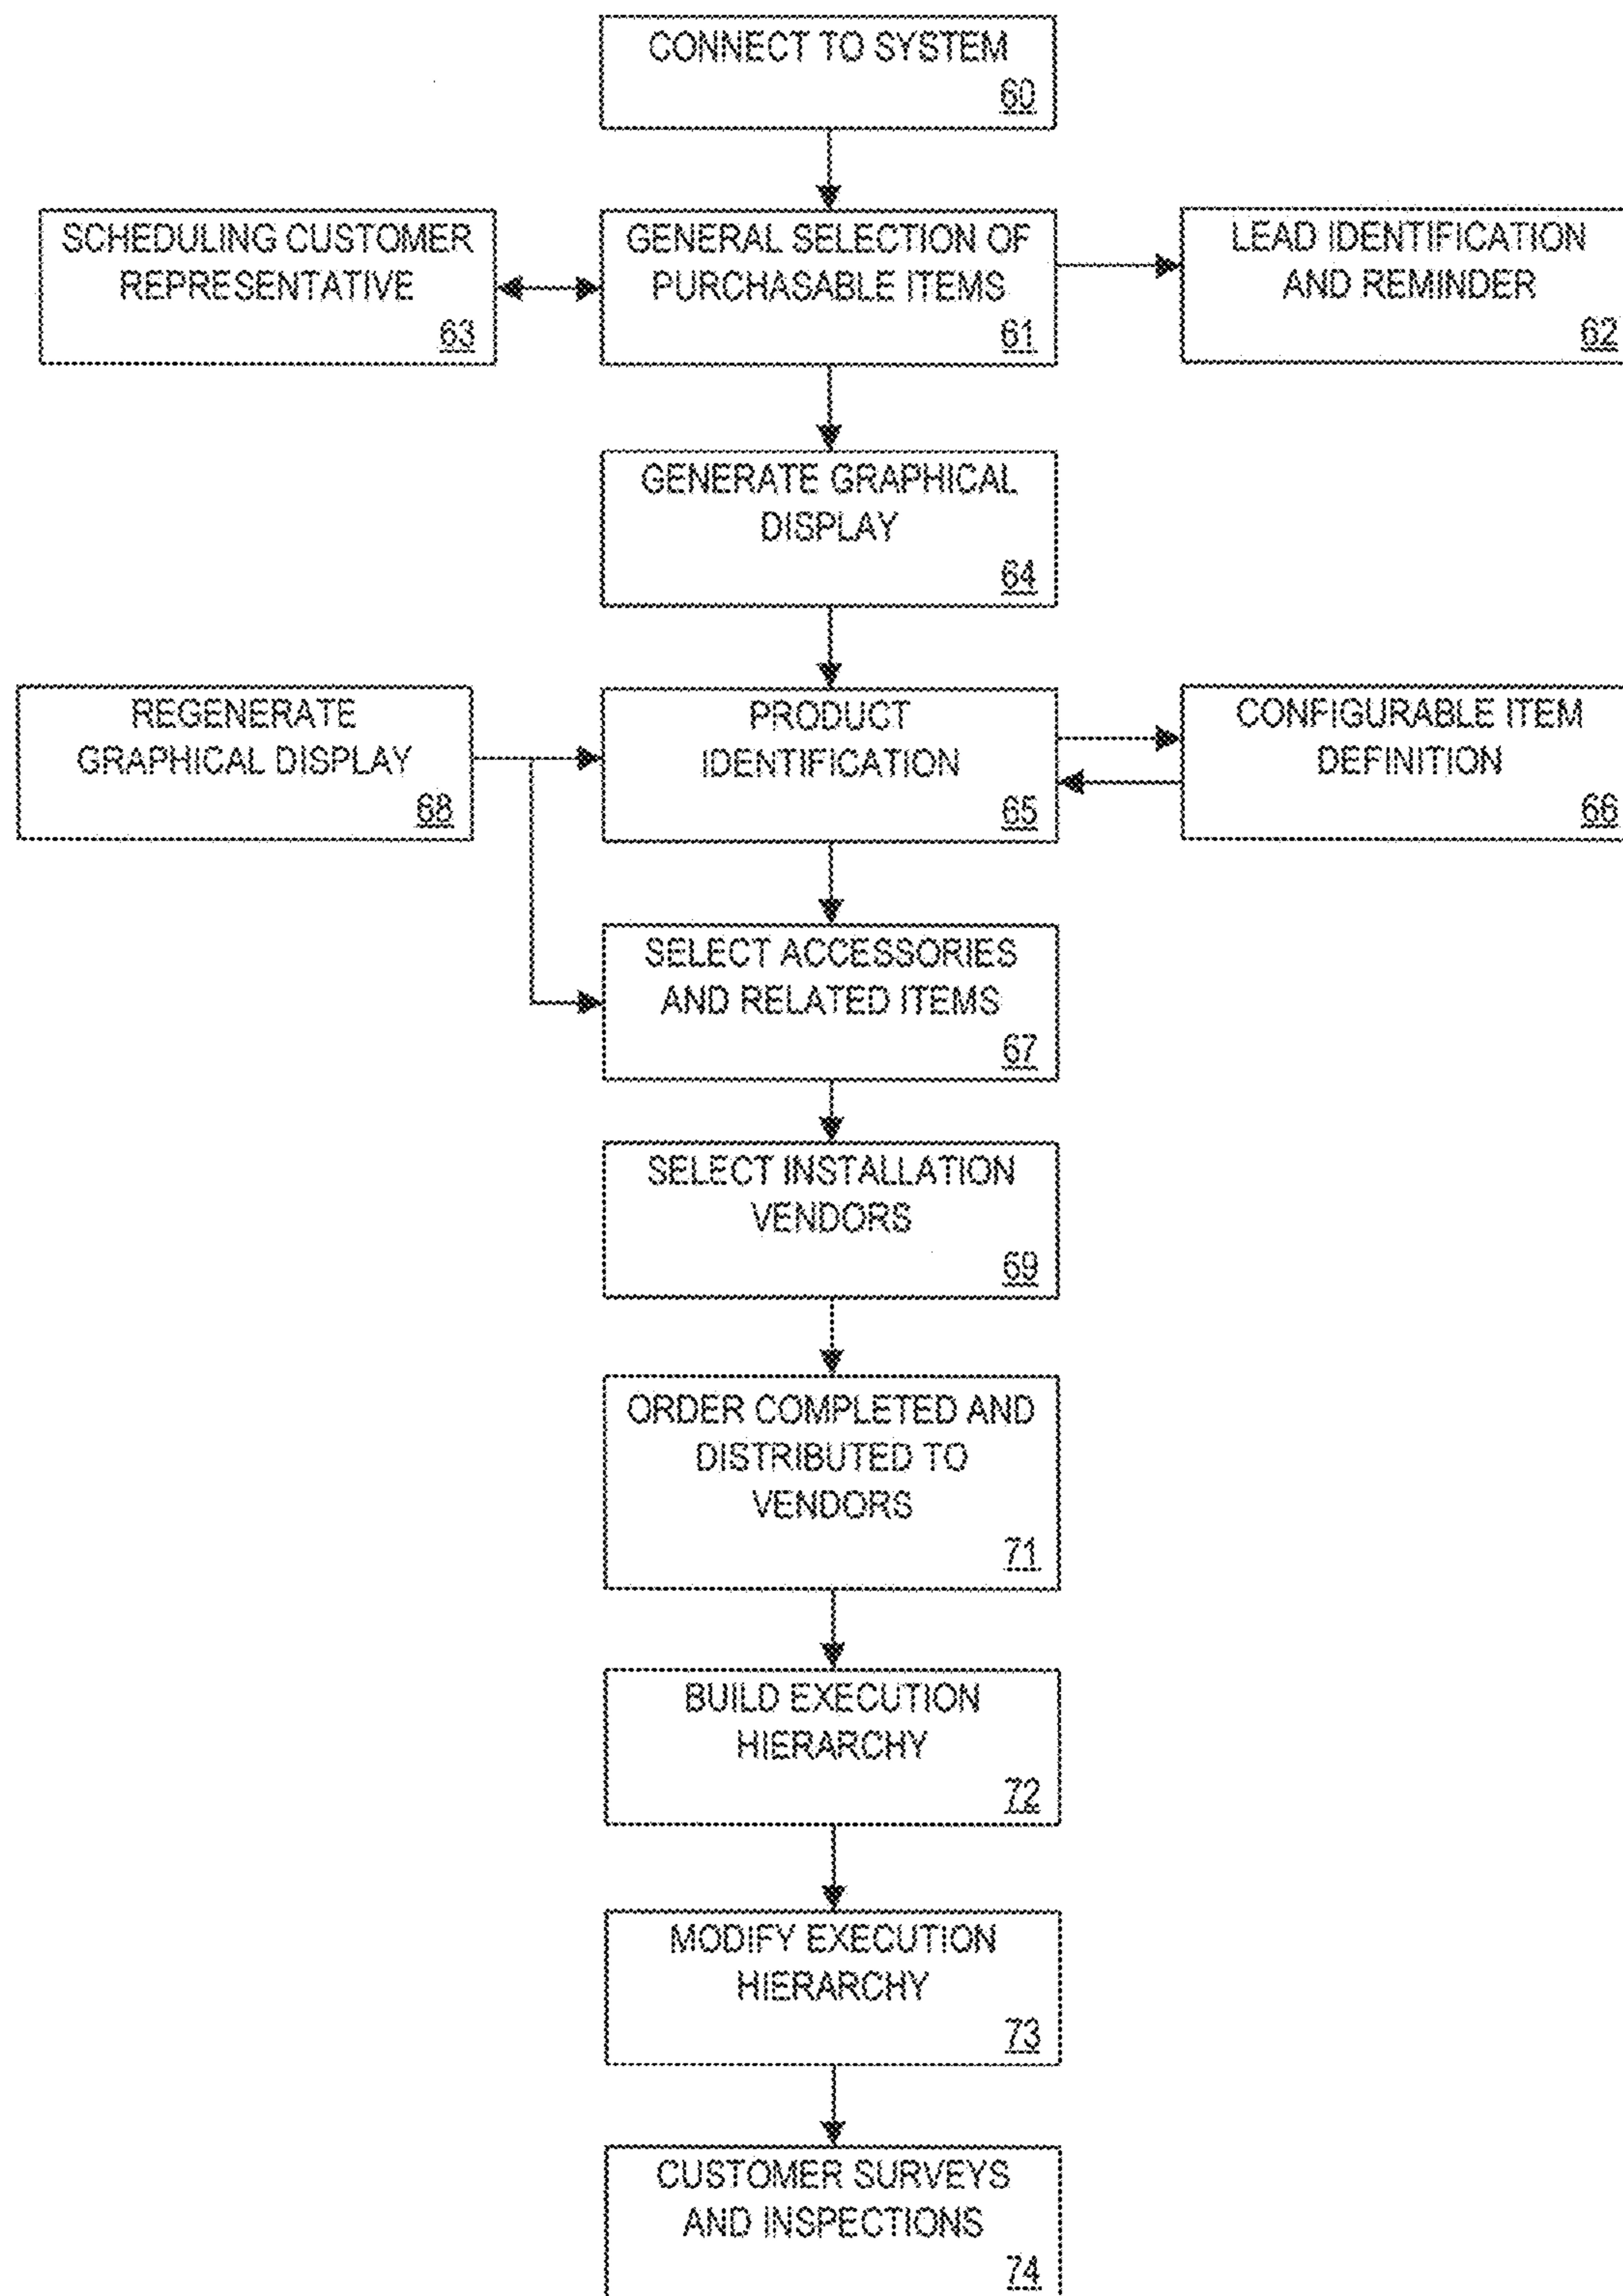 CONNECT TO SYSTEM
60
SCHEDULING CUSTOMER
REPRESENTATIVE
63
GENERAL SELECTION OF
PURCHASABLE ITEMS
61
LEAD IDENTIFICATION
AND REMINDER
62
GENERATE GRAPHICAL
DISPLAY
64
REGENERATE
GRAPHICAL DISPLAY
68
PRODUCT
IDENTIFICATION
65
CONFIGURABLE ITEM
DEFINITION
66
SELECT ACCESSORIES
AND RELATED ITEMS
67
SELECT INSTALLATION
VENDORS
69
ORDER COMPLETED AND
DISTRIBUTED TO
VENDORS
71
BUILD EXECUTION
HIERARCHY
72
MODIFY EXECUTION
HIERARCHY
73
CUSTOMER SURVEYS
AND INSPECTIONS
74